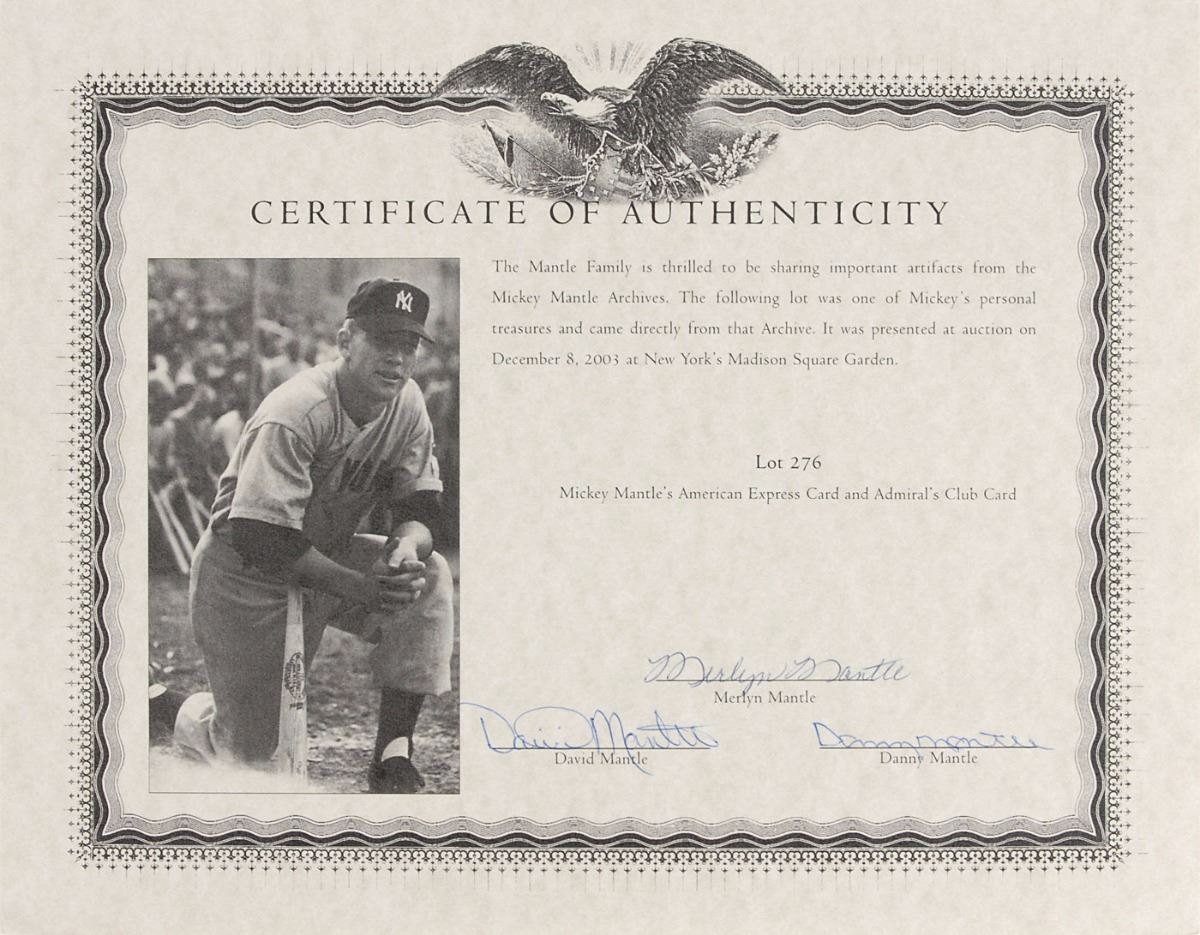 CERTIFICATE OF AUTHENTICITY
The Mantle Family is thrilled to be sharing important artifacts from the
Mickey Mantle Archives. The following lot was one of Mickey's personal
treasures and came directly from that Archive. It was presented at auction on
December 8, 2003 at New York's Madison Square Garden.
Lot 276
Mickey Mantle's American Express Card and Admiral's Club Card
Merlyn Mantle
Merlyn Mantle
David Mantle
Danny Mantle
David Mantle
Danny Mantle
NY